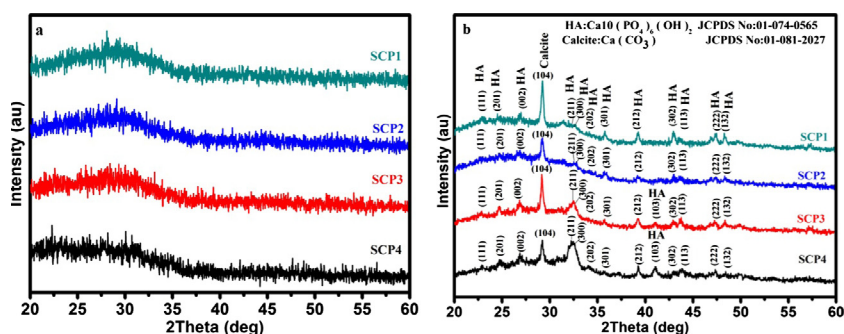 a
SCP1
SCP2
SCP3
SCP4
Intensity (au)
20 25 30 35 40 45 50 55 60
2Theta (deg)
b
HA:Ca10 ( PO4 )6 ( OH )2 JCPDS No:01-074-0565
Calcite:Ca ( CO3 ) JCPDS No:01-081-2027
(111) HA
(201) HA
(002) HA
(104) Calcite
(211) HA
(300) HA
(202) HA
(301) HA
(212) HA
(302) HA
(113) HA
(222) HA
(132) HA
SCP1
(111) (201) (002) (104) (211) (300) (202) (301) (212) (302) (113) (222) (132)
SCP2
(111) (201) (002) (104) (211) (300) (202) (301) (212) (103) HA (302) (113) (222) (132)
SCP3
(111) (201) (002) (104) (211) (300) (202) (301) (212) (103) HA (302) (113) (222) (132)
SCP4
Intensity (au)
20 25 30 35 40 45 50 55 60
2Theta (deg)